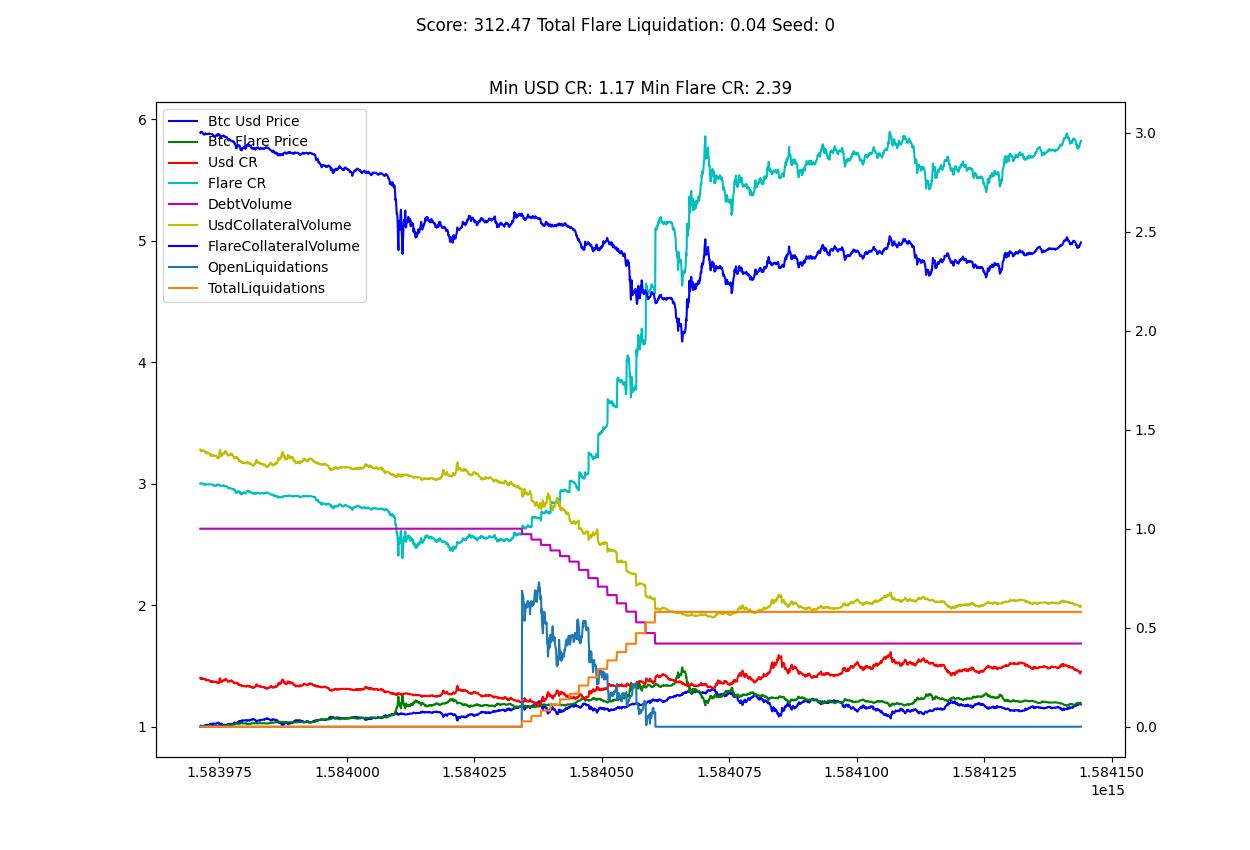 Score: 312.47 Total Flare Liquidation: 0.04 Seed: 0
Min USD CR: 1.17 Min Flare CR: 2.39
Btc Usd Price
Btc Flare Price
Usd CR
Flare CR
DebtVolume
UsdCollateralVolume
FlareCollateralVolume
OpenLiquidations
TotalLiquidations
6
5
4
3
2
1
3.0
2.5
2.0
1.5
1.0
0.5
0.0
1.583975 1.584000 1.584025 1.584050 1.584075 1.584100 1.584125 1.584150
1e15